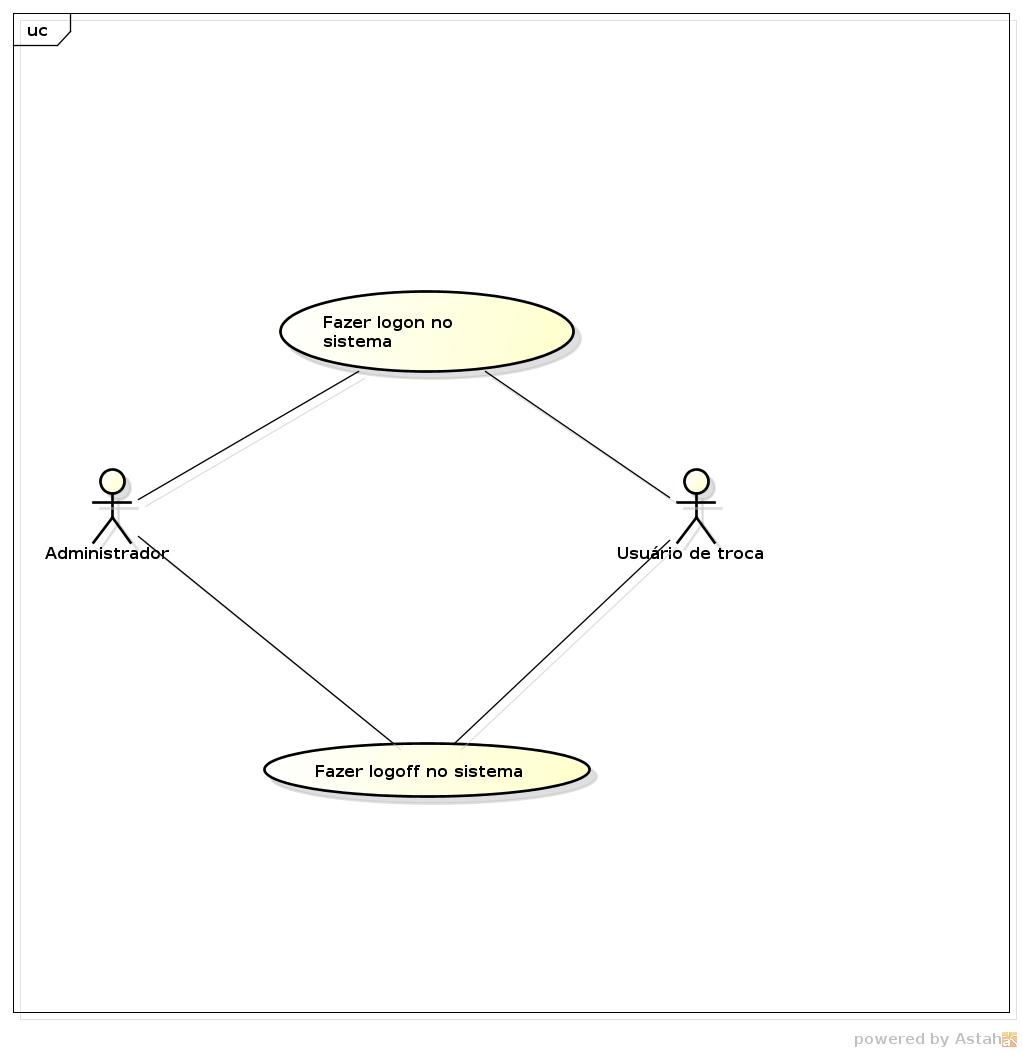 uc
Fazer logon no
sistema
Administrador
Usuário de troca
Fazer logoff no sistema
powered by Astah